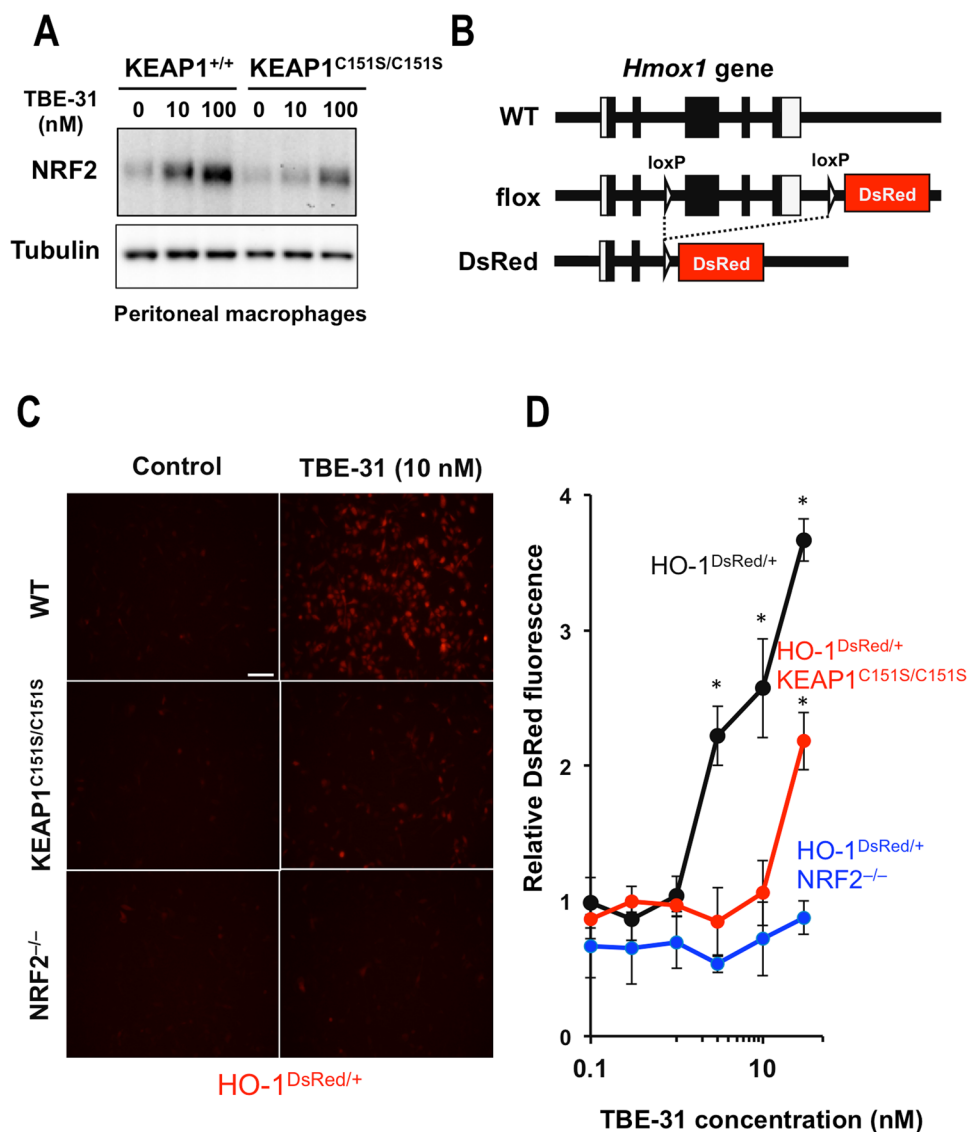 A
KEAP1+/+ KEAP1C151S/C151S
TBE-31
(nM)
0 10 100 0 10 100
NRF2
Tubulin
Peritoneal macrophages
B
Hmox1 gene
WT
loxP loxP
flox
DsRed
DsRed
DsRed
C
Control TBE-31 (10 nM)
WT
KEAP1C151S/C151S
NRF2–/–
HO-1DsRed/+
D
Relative DsRed fluorescence
4
3
2
1
0
0.1 10
TBE-31 concentration (nM)
*
*
*
*
HO-1DsRed/+
HO-1DsRed/+
KEAP1C151S/C151S
HO-1DsRed/+
NRF2–/–